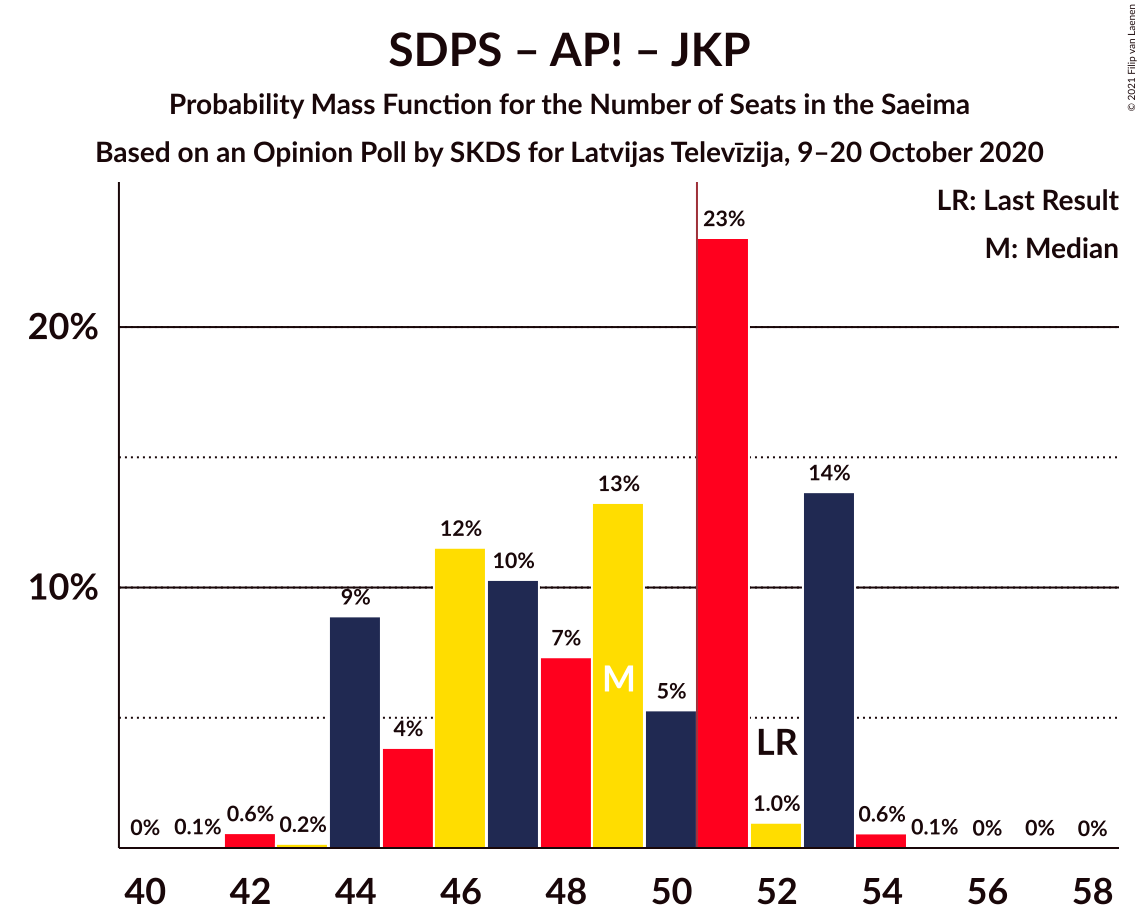 SDPS – AP! – JKP
Probability Mass Function for the Number of Seats in the Saeima
Based on an Opinion Poll by SKDS for Latvijas Televīzija, 9–20 October 2020
© 2021 Filip van Laenen
LR: Last Result
M: Median
20%
10%
0%
0.1%
0.6%
0.2%
9%
4%
12%
10%
7%
13%
5%
23%
1.0%
14%
0.6%
0.1%
0%
0%
0%
M
LR
40 42 44 46 48 50 52 54 56 58